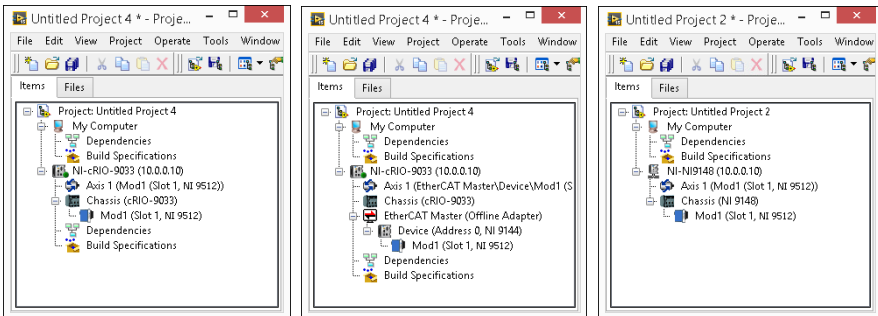 Untitled Project 4 * - Proje...
File Edit View Project Operate Tools Window
Items Files
Project: Untitled Project 4
My Computer
Dependencies
Build Specifications
NI-cRIO-9033 (10.0.0.10)
Axis 1 (Mod1 (Slot 1, NI 9512))
Chassis (cRIO-9033)
Mod1 (Slot 1, NI 9512)
Dependencies
Build Specifications
Untitled Project 4 * - Proje...
File Edit View Project Operate Tools Window
Items Files
Project: Untitled Project 4
My Computer
Dependencies
Build Specifications
NI-cRIO-9033 (10.0.0.10)
Axis 1 (EtherCAT Master\Device\Mod1 (S
Chassis (cRIO-9033)
EtherCAT Master (Offline Adapter)
Device (Address 0, NI 9144)
Mod1 (Slot 1, NI 9512)
Dependencies
Build Specifications
Untitled Project 2 * - Proje...
File Edit View Project Operate Tools Window
Items Files
Project: Untitled Project 2
My Computer
Dependencies
Build Specifications
NI-NI9148 (10.0.0.10)
Axis 1 (Mod1 (Slot 1, NI 9512))
Chassis (NI 9148)
Mod1 (Slot 1, NI 9512)